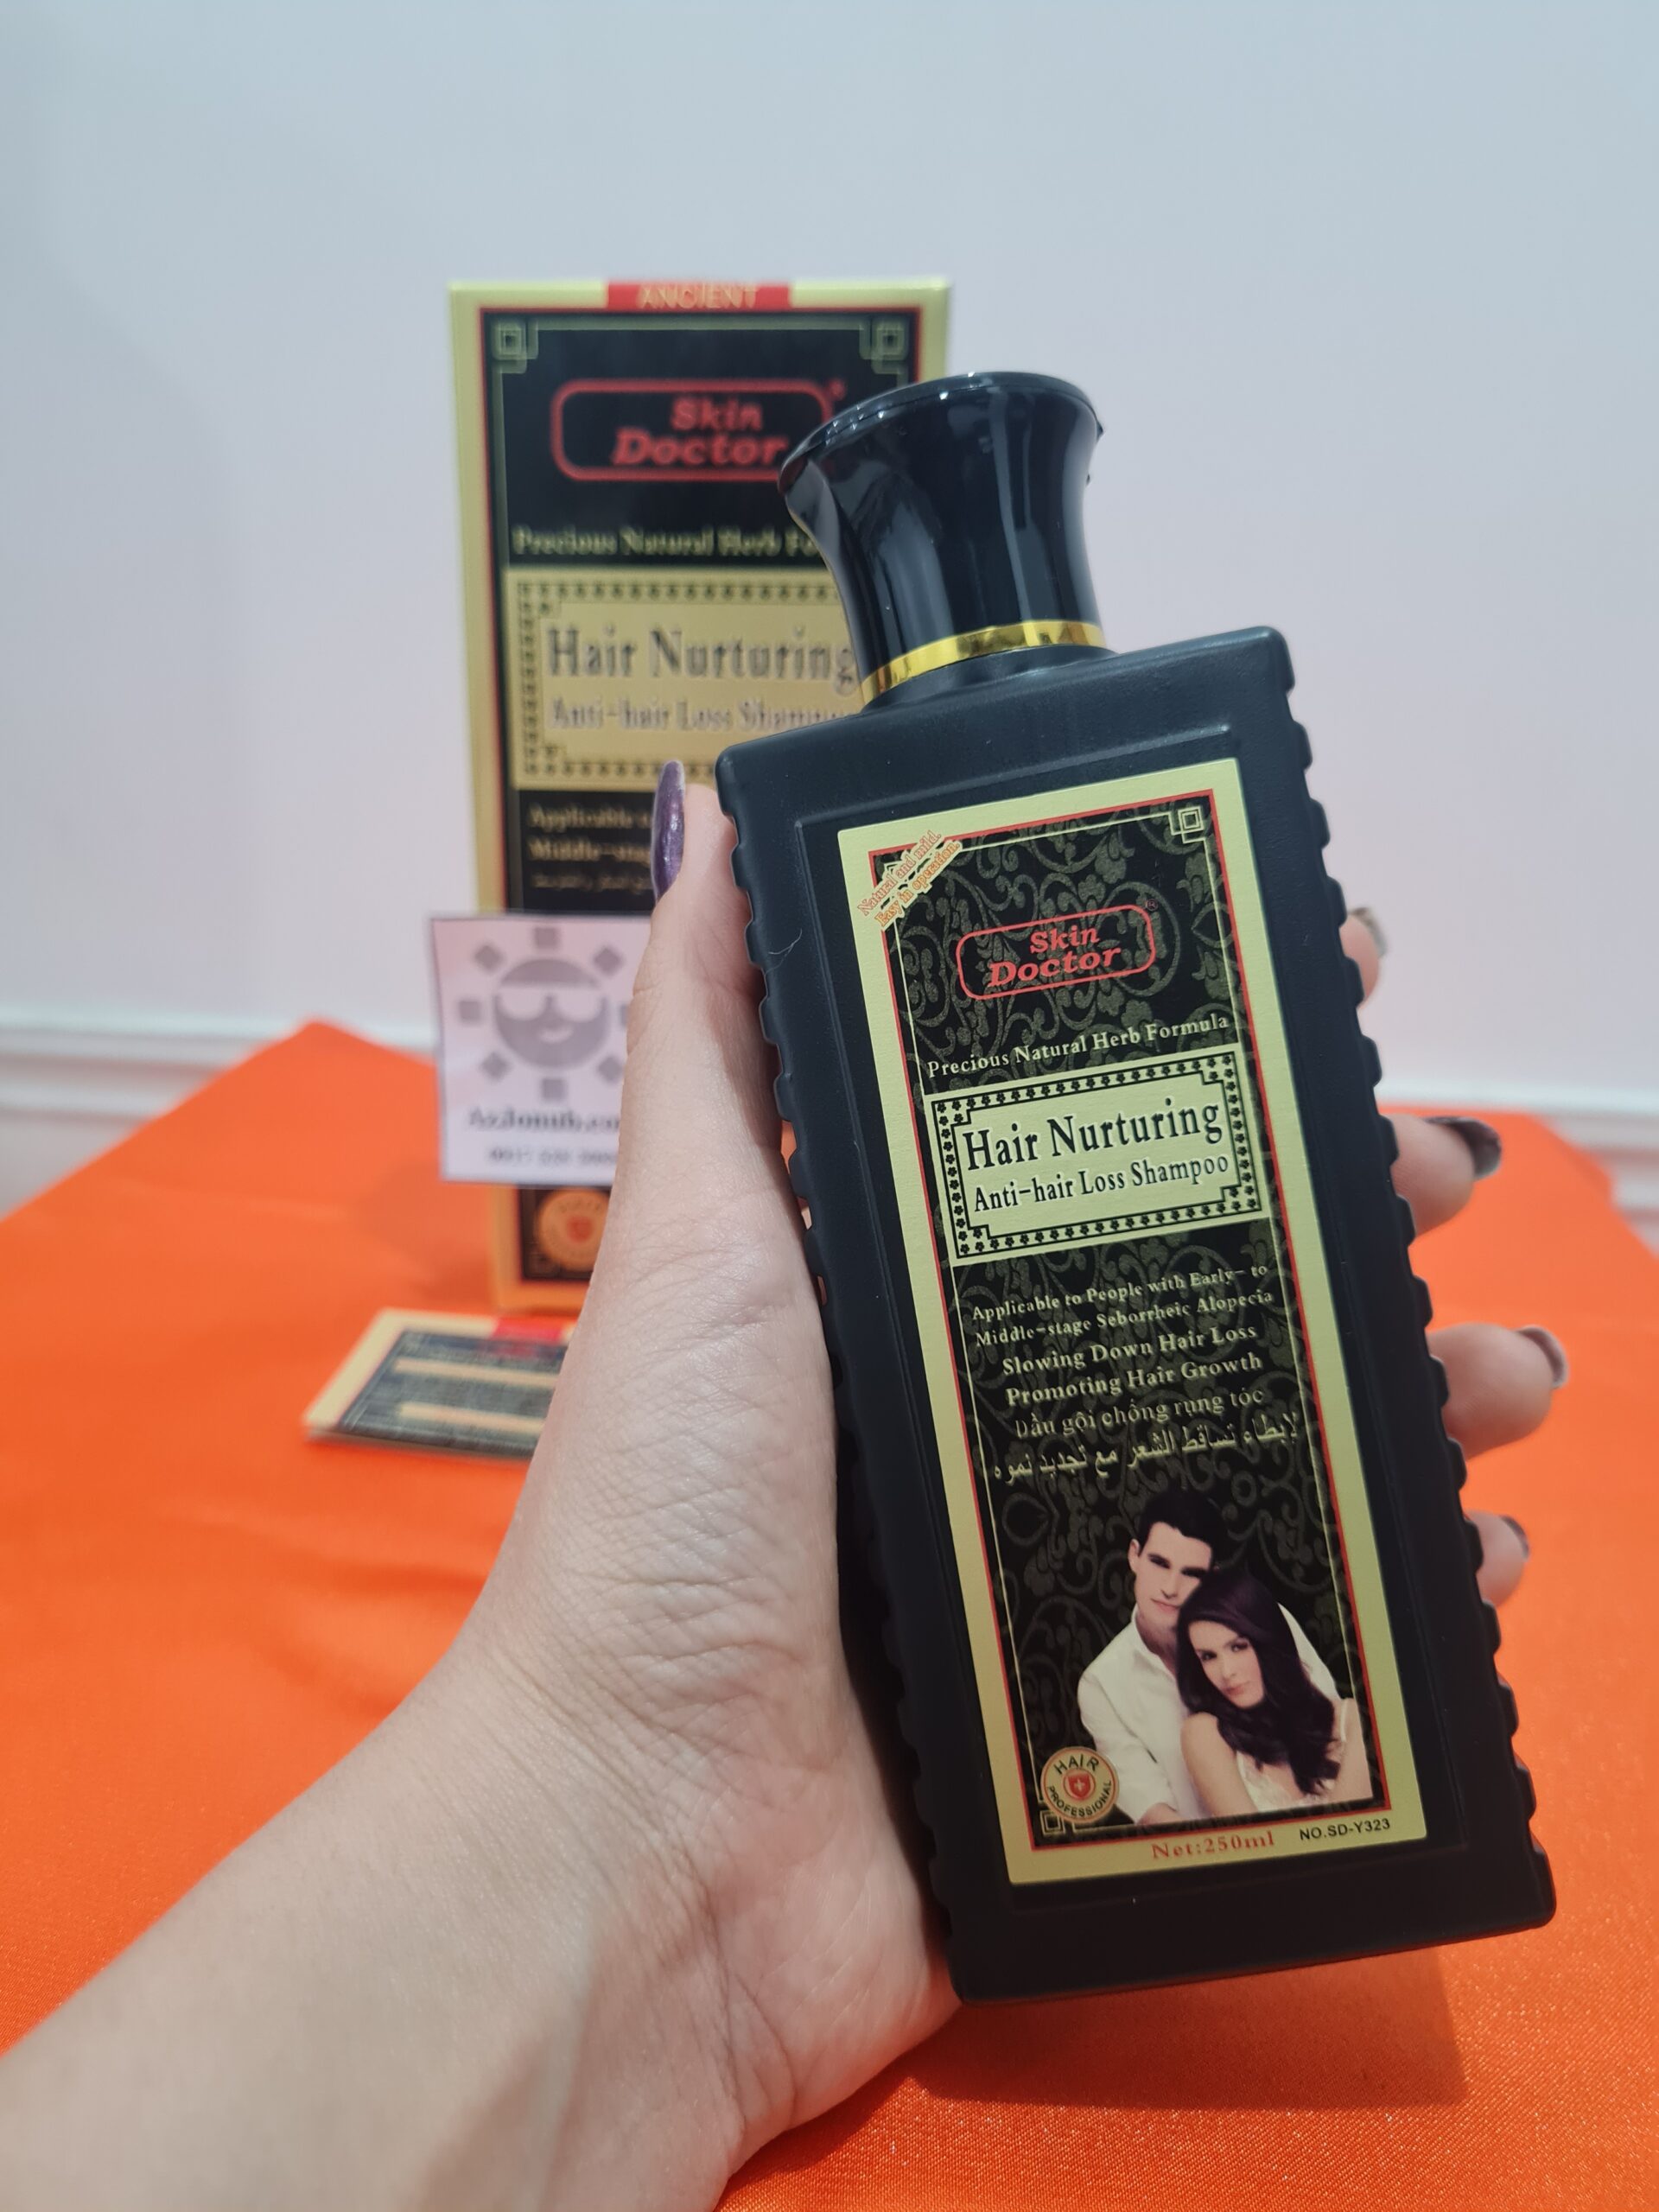 ANCIENT
Skin
Doctor
Precious Natural Herb
Hair Nurturing
Anti-hair Loss Shampoo
Applicable
Middle-stage
Natural and mild.
Easy in operation.
Skin
Doctor
Precious Natural Herb Formula
Hair Nurturing
Anti-hair Loss Shampoo
Applicable to People with Early- to
Middle-stage Seborrheic Alopecia
Slowing Down Hair Loss
Promoting Hair Growth
Dầu gội chống rụng tóc
لإبطاء تساقط الشعر مع تجديد نموه
HAIR
PROFESSIONAL
Net:250ml NO.SD-Y323